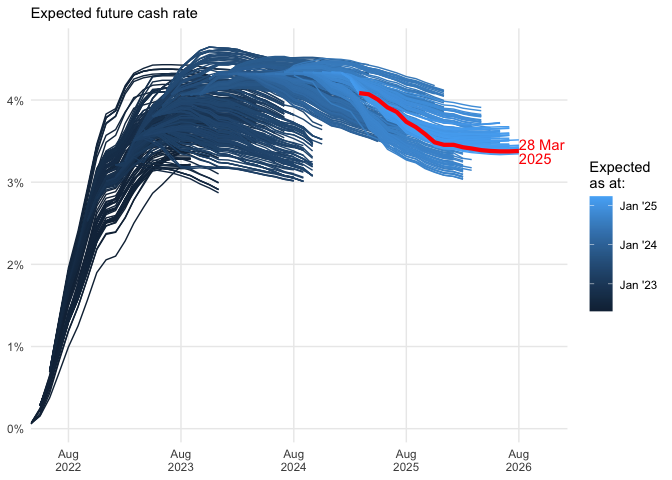 Expected future cash rate
4%
3%
2%
1%
0%
28 Mar
2025
Aug
2022
Aug
2023
Aug
2024
Aug
2025
Aug
2026
Expected
as at:
Jan '25
Jan '24
Jan '23